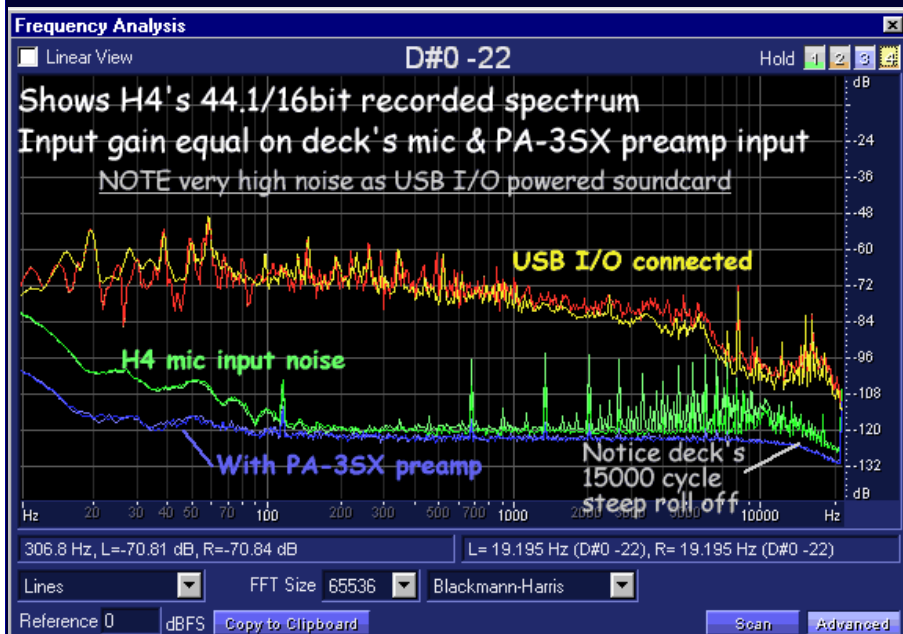 Frequency Analysis
Linear View
D#0 -22
Hold 1 2 3 4
dB
Shows H4's 44.1/16bit recorded spectrum
Input gain equal on deck's mic & PA-3SX preamp input
NOTE very high noise as USB I/O powered soundcard
-24
-36
-48
-60
-72
-84
-96
-108
-120
-132
dB
USB I/O connected
H4 mic input noise
With PA-3SX preamp
Notice deck's
15000 cycle
steep roll off
Hz 20 30 40 50 70 100 200 300 500 700 1000 2000 3000 5000 10000 Hz
306.8 Hz, L=-70.81 dB, R=-70.84 dB
L= 19.195 Hz (D#0 -22), R= 19.195 Hz (D#0 -22)
Lines
FFT Size 65536
Blackmann-Harris
Reference 0 dBFS
Copy to Clipboard
Scan
Advanced